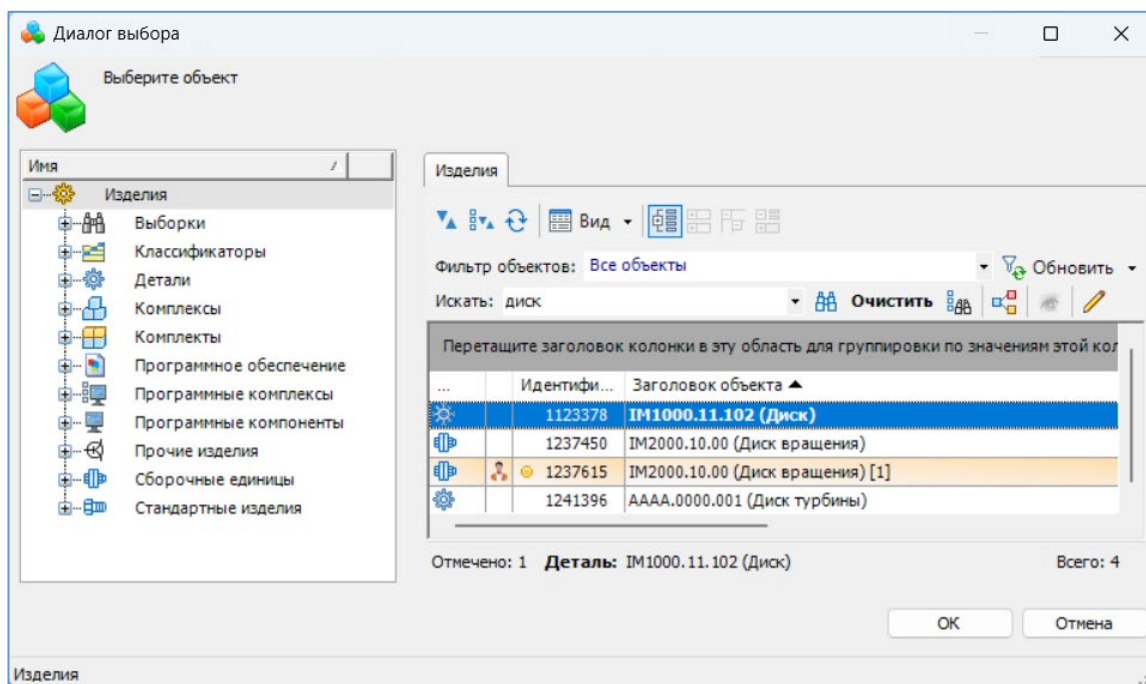 Диалог выбора
Выберите объект
Имя
Изделия
Выборки
Классификаторы
Детали
Комплексы
Комплекты
Программное обеспечение
Программные комплексы
Программные компоненты
Прочие изделия
Сборочные единицы
Стандартные изделия
Изделия
Вид
Фильтр объектов: Все объекты Обновить
Искать: диск Очистить
Перетащите заголовок колонки в эту область для группировки по значениям этой кол
... Идентифи... Заголовок объекта
1123378 IM1000.11.102 (Диск)
1237450 IM2000.10.00 (Диск вращения)
1237615 IM2000.10.00 (Диск вращения) [1]
1241396 АААА.0000.001 (Диск турбины)
Отмечено: 1 Деталь: IM1000.11.102 (Диск) Всего: 4
ОК Отмена
Изделия